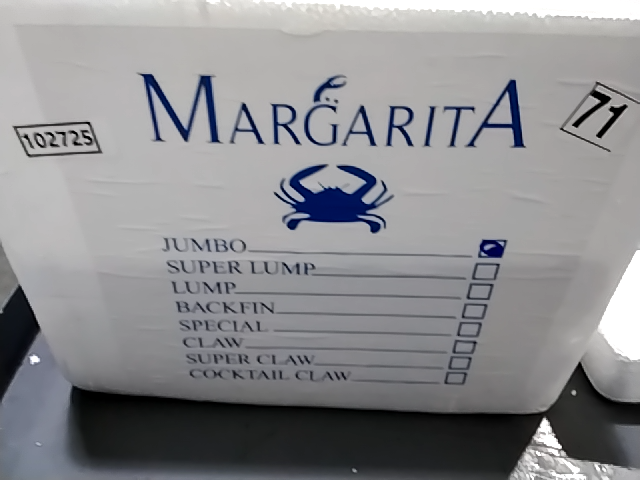 MARGARITA
102725
71
JUMBO
SUPER LUMP
LUMP
BACKFIN
SPECIAL
CLAW
SUPER CLAW
COCKTAIL CLAW